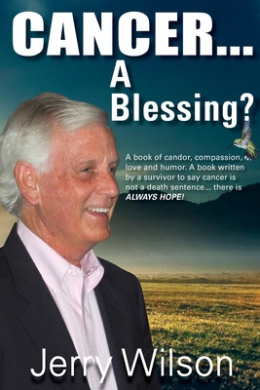 CANCER...
A
Blessing?
A book of candor, compassion,
love and humor. A book written
by a survivor to say cancer is
not a death sentence... there is
ALWAYS HOPE!
Jerry Wilson